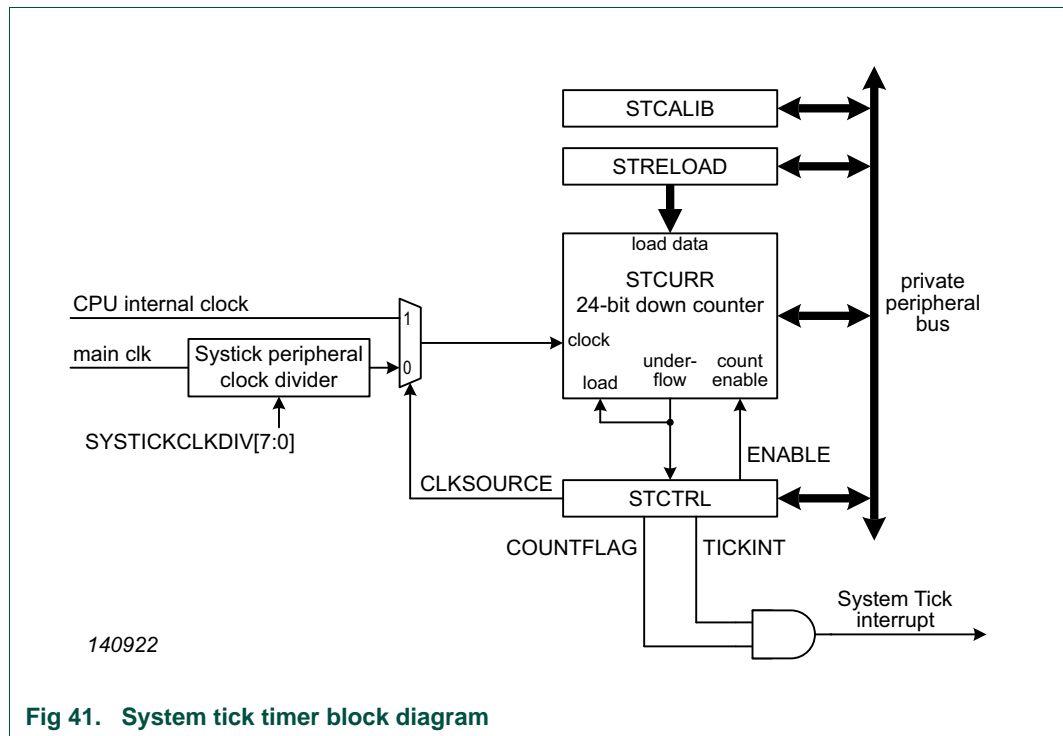 STCALIB
STRELOAD
load data
STCURR
24-bit down counter
private
peripheral
bus
CPU internal clock
1
clock
main clk
Systick peripheral
clock divider
0
under-
flow
count
enable
load
SYSTICKCLKDIV[7:0]
ENABLE
CLKSOURCE
STCTRL
COUNTFLAG
TICKINT
System Tick
interrupt
140922
Fig 41. System tick timer block diagram